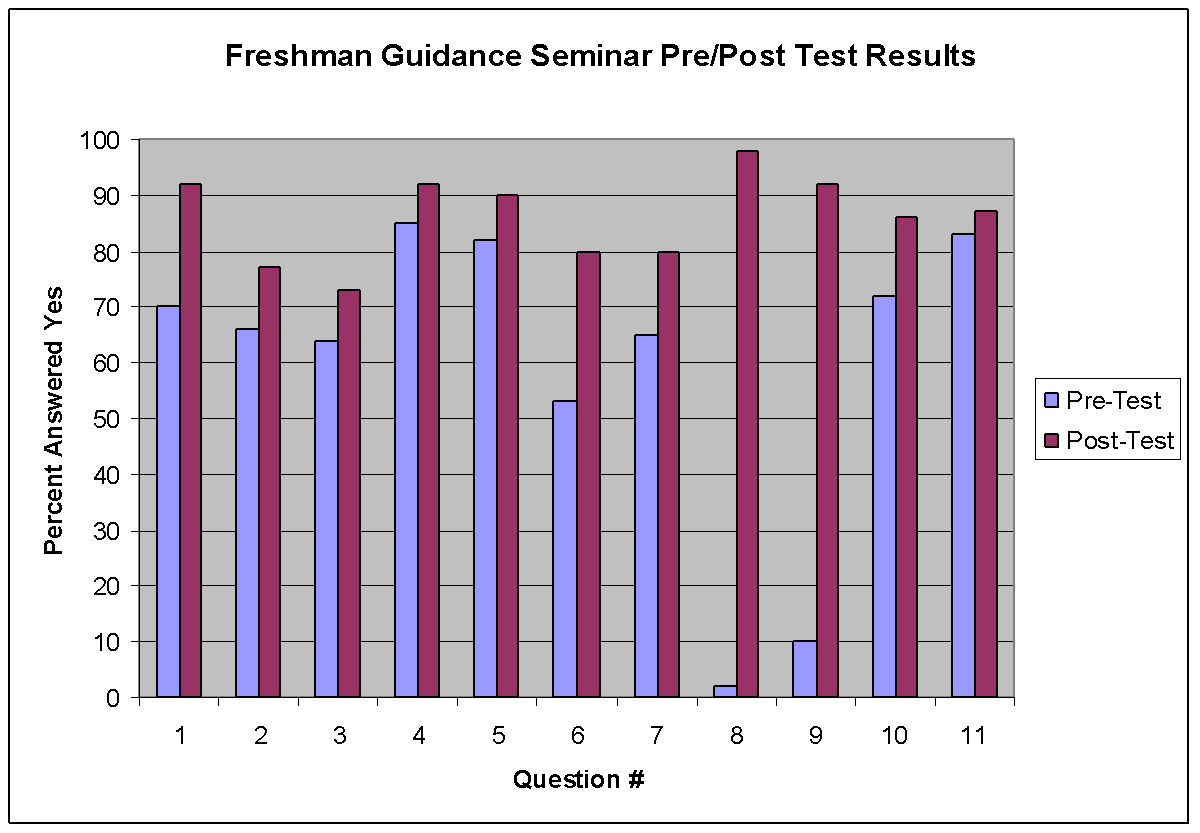 Freshman Guidance Seminar Pre/Post Test Results
100
90
80
70
60
50
40
30
20
10
0
Percent Answered Yes
1 2 3 4 5 6 7 8 9 10 11
Question #
Pre-Test
Post-Test